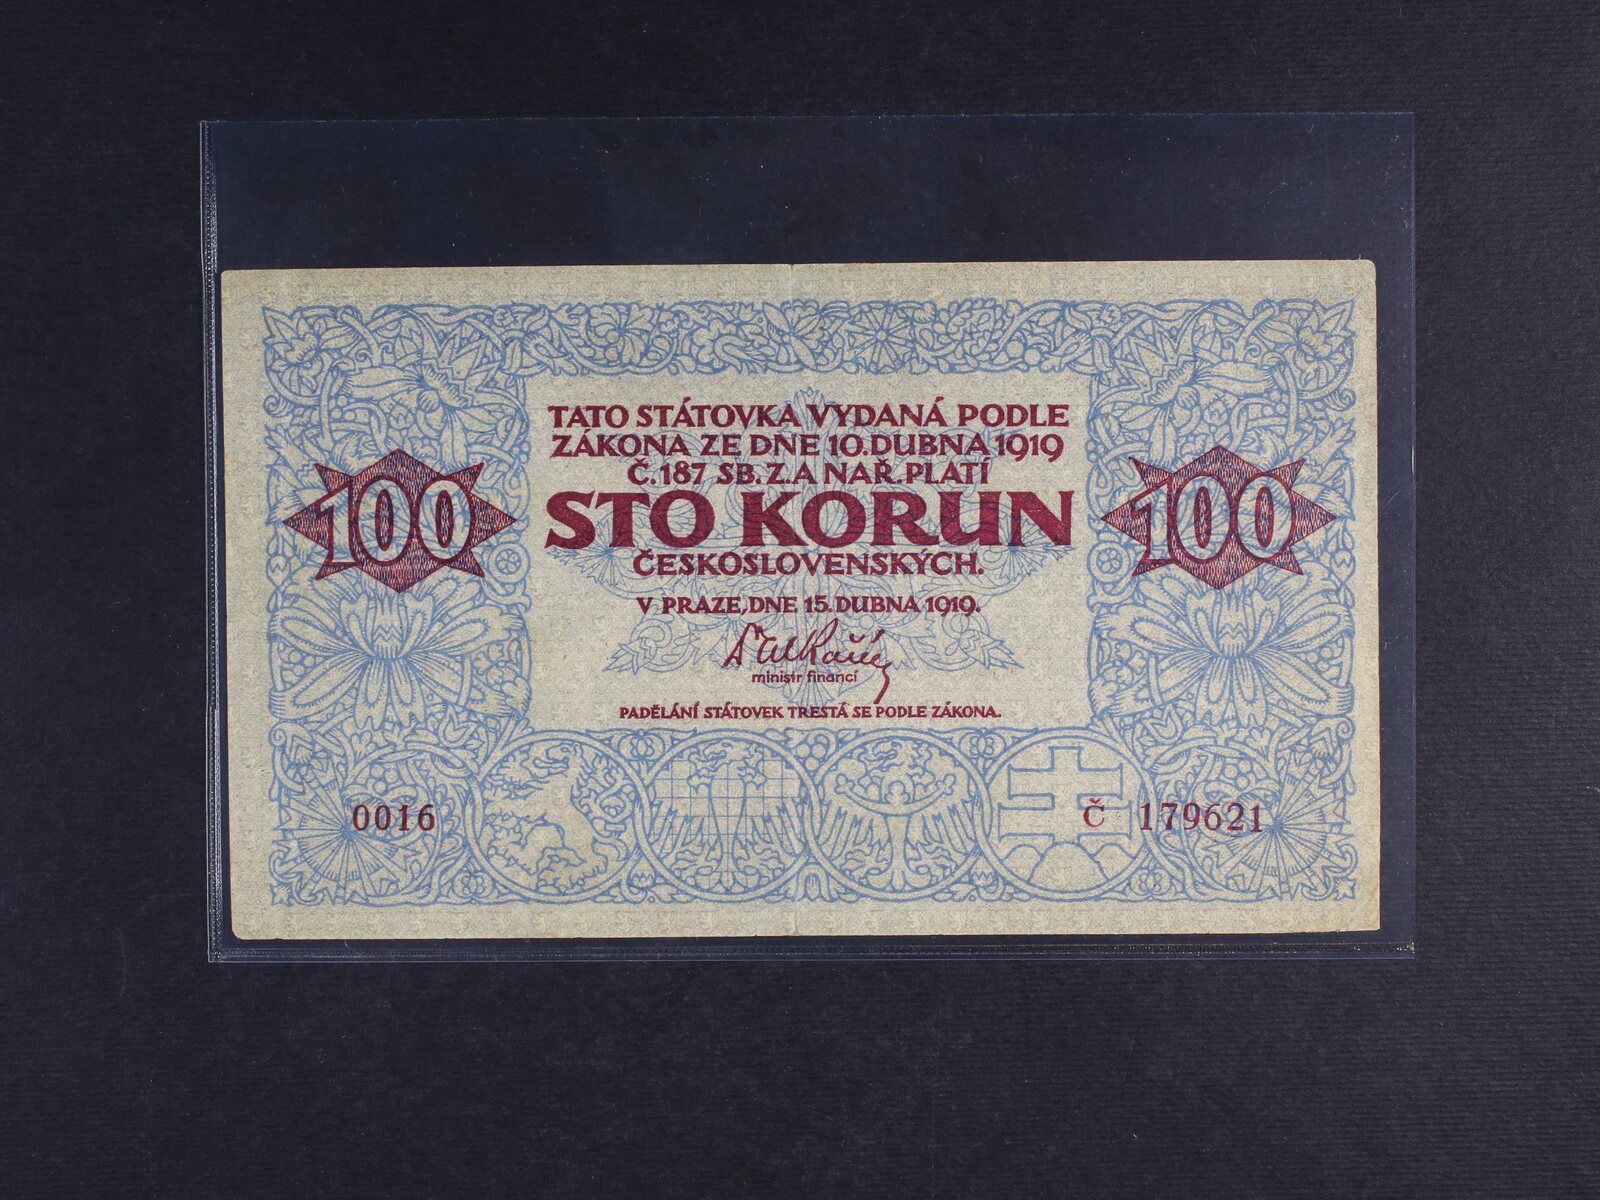 TATO STÁTOVKA VYDANÁ PODLE
ZÁKONA ZE DNE 10. DUBNA 1919
Č. 187 SB. Z. A NAŘ. PLATÍ
100 STO KORUN 100
ČESKOSLOVENSKÝCH.
V PRAZE, DNE 15. DUBNA 1919.
ministr financí
PADĚLÁNÍ STÁTOVEK TRESTÁ SE PODLE ZÁKONA.
0016 Č 179621